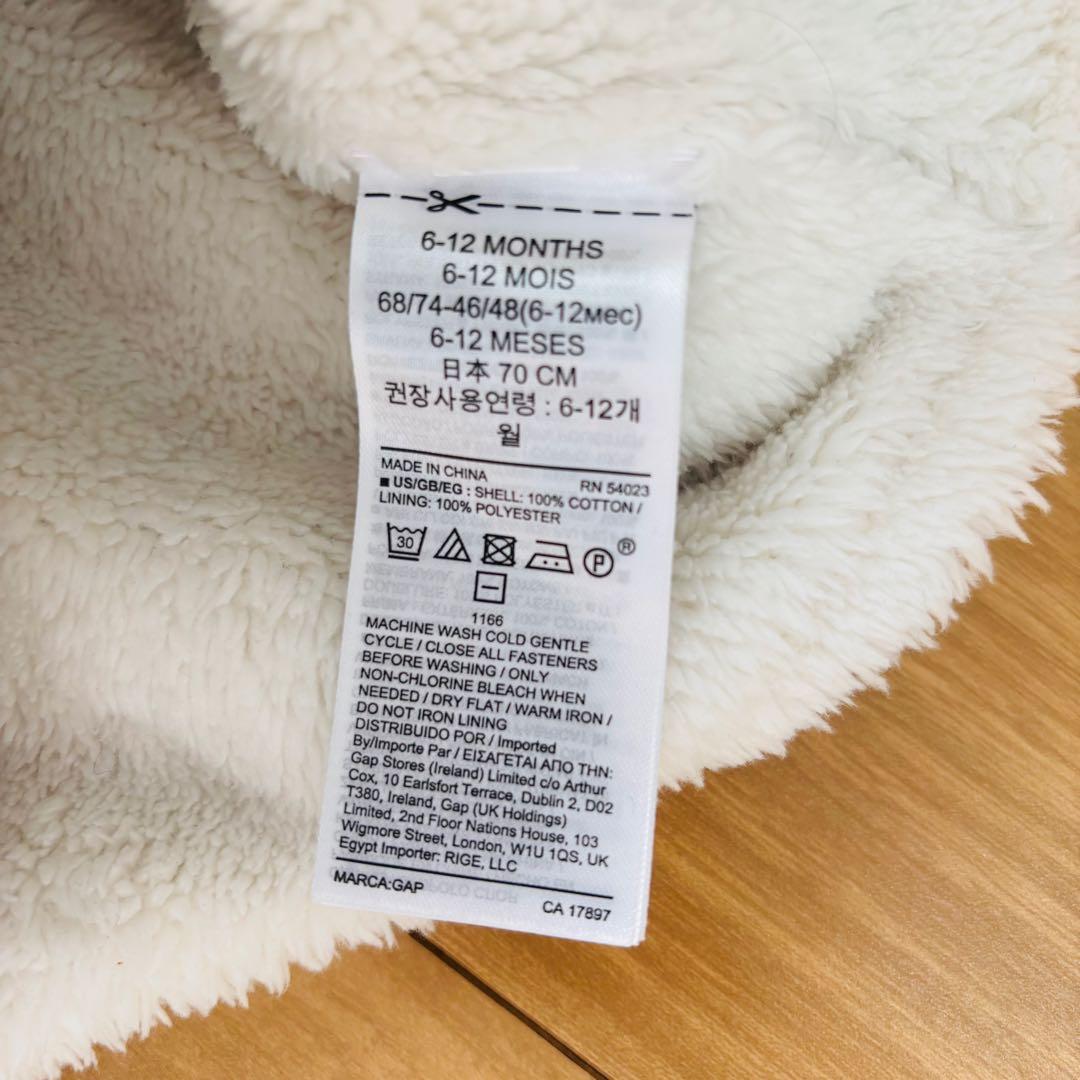 6-12 MONTHS
6-12 MOIS
68/74-46/48(6-12мес)
6-12 MESES
日本 70 CM
권장사용연령 : 6-12개
월
MADE IN CHINA RN 54023
■ US/GB/EG : SHELL: 100% COTTON /
LINING: 100% POLYESTER
30 P ®
1166
MACHINE WASH COLD GENTLE
CYCLE / CLOSE ALL FASTENERS
BEFORE WASHING / ONLY
NON-CHLORINE BLEACH WHEN
NEEDED / DRY FLAT / WARM IRON /
DO NOT IRON LINING
DISTRIBUIDO POR / Imported
By/Importe Par / ΕΙΣΑΓΕΤΑΙ ΑΠΟ ΤΗΝ:
Gap Stores (Ireland) Limited c/o Arthur
Cox, 10 Earlsfort Terrace, Dublin 2, D02
T380, Ireland, Gap (UK Holdings)
Limited, 2nd Floor Nations House, 103
Wigmore Street, London, W1U 1QS, UK
Egypt Importer: RIGE, LLC
MARCA:GAP CA 17897